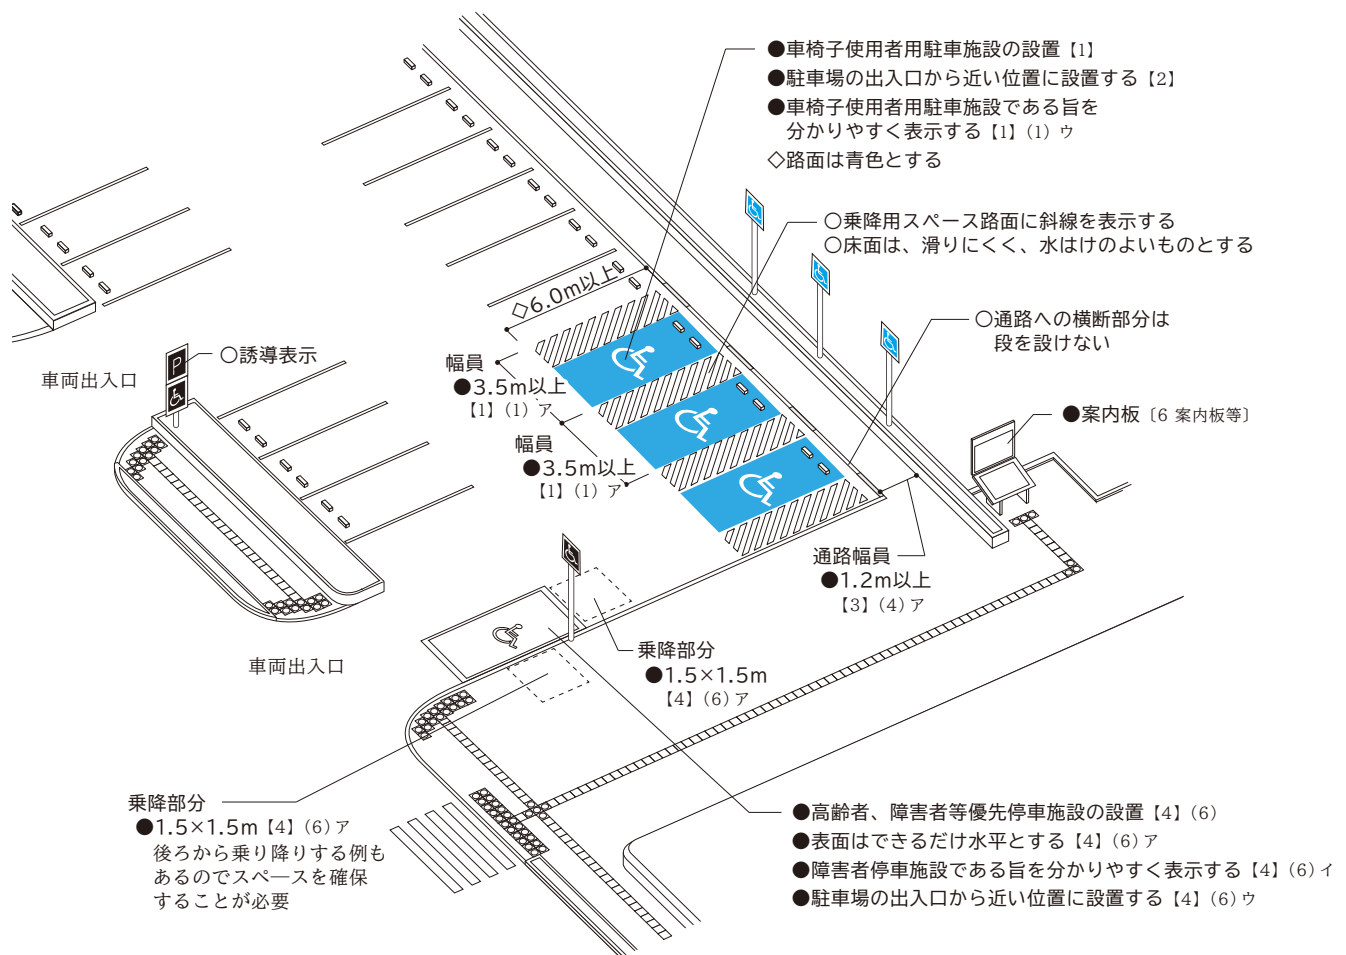 ●車椅子使用者用駐車施設の設置【1】
●駐車場の出入口から近い位置に設置する【2】
●車椅子使用者用駐車施設である旨を
分かりやすく表示する【1】(1) ウ
◇路面は青色とする
○乗降用スペース路面に斜線を表示する
○床面は、滑りにくく、水はけのよいものとする
◇6.0m以上
○通路への横断部分は
段を設けない
P
○誘導表示
車両出入口
幅員
●3.5m以上
【1】(1) ア
幅員
●3.5m以上
【1】(1) ア
●案内板〔6 案内板等〕
通路幅員
●1.2m以上
【3】(4) ア
車両出入口
乗降部分
●1.5×1.5m
【4】(6) ア
乗降部分
●1.5×1.5m【4】(6) ア
後ろから乗り降りする例も
あるのでスペースを確保
することが必要
●高齢者、障害者等優先停車施設の設置【4】(6)
●表面はできるだけ水平とする【4】(6) ア
●障害者停車施設である旨を分かりやすく表示する【4】(6) イ
●駐車場の出入口から近い位置に設置する【4】(6) ウ